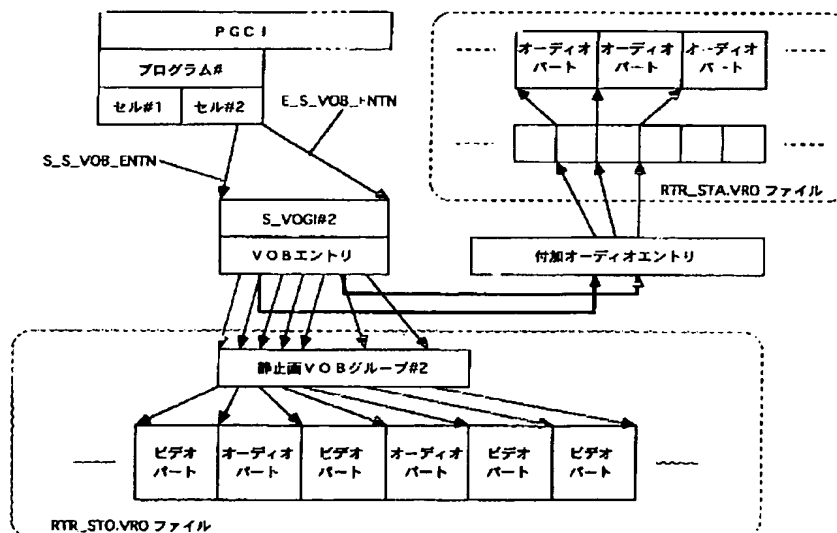 PGCI
プログラム#
セル#1 セル#2
E_S_VOB_ENTN
S_S_VOB_ENTN
S_VOGI#2
VOBエントリ
オーディオ
パート
オーディオ
パート
オーディオ
パート
RTR_STA.VRO ファイル
付加オーディオエントリ
静止画VOBグループ#2
ビデオ
パート
オーディオ
パート
ビデオ
パート
オーディオ
パート
ビデオ
パート
ビデオ
パート
RTR_STO.VRO ファイル